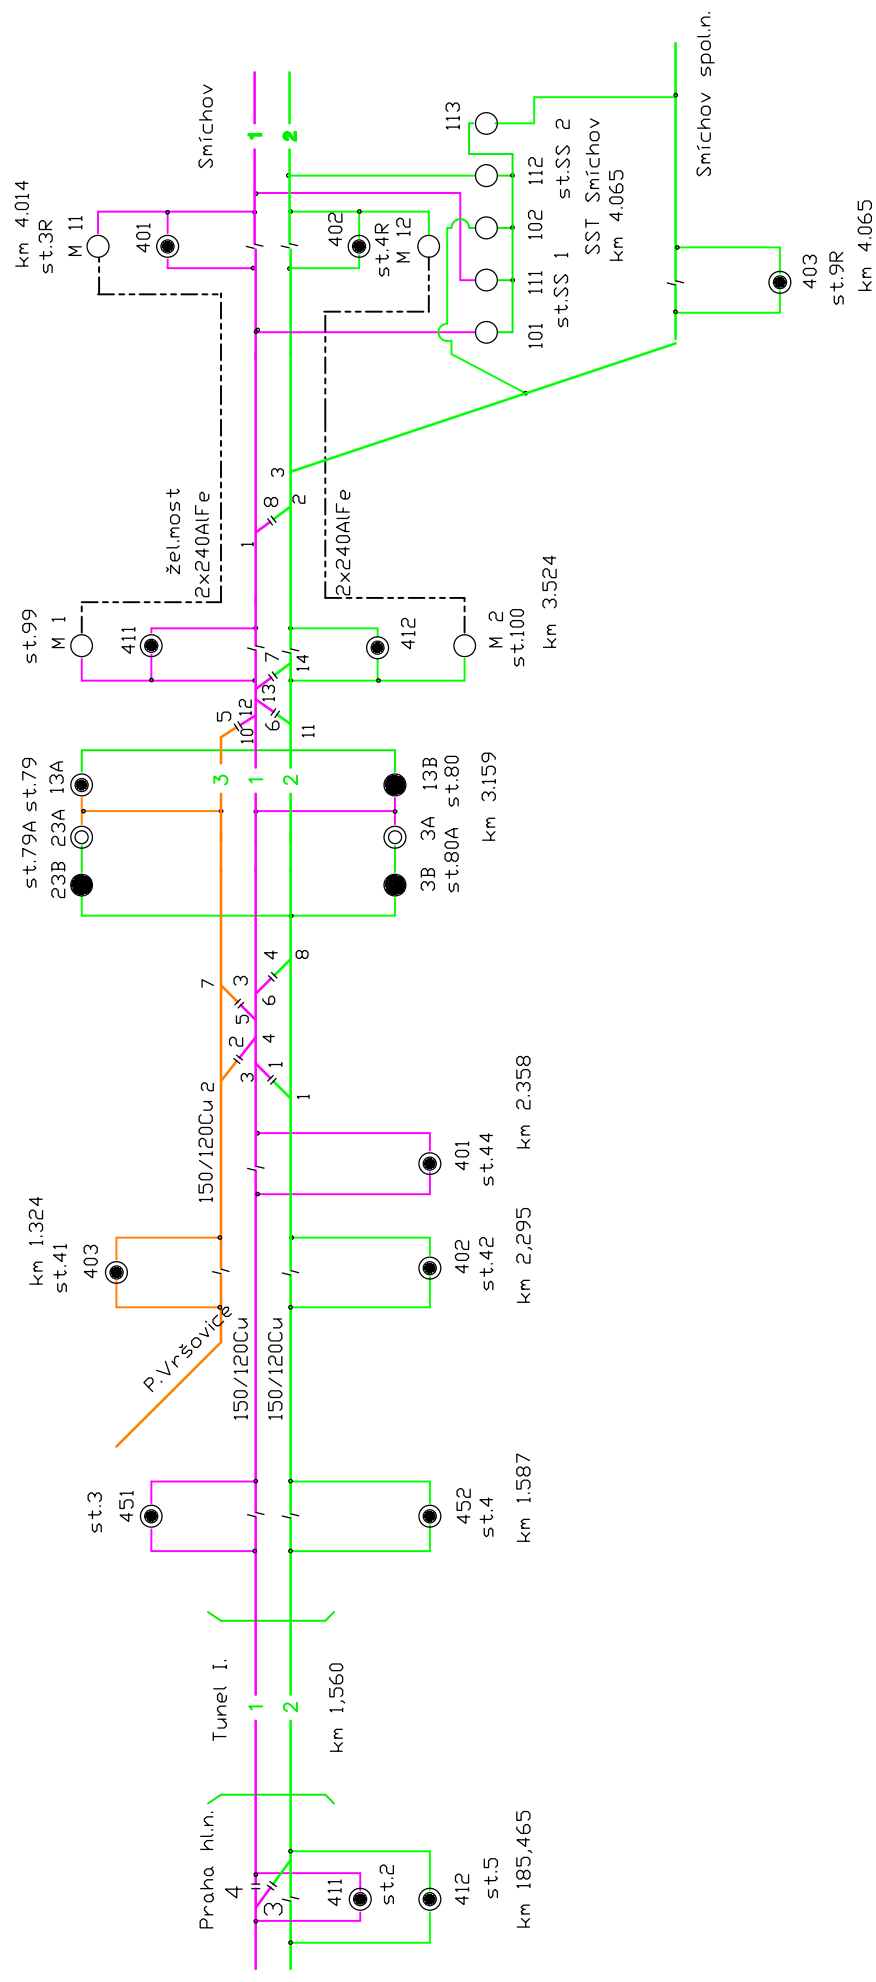 Smíchov
1
2
km 4.014
st.3R
M 11
401
402
st.4R
M 12
113
112
102
111
101
st.SS 2
st.SS 1
SST Smíchov
km 4.065
Smíchov spol.n.
403
st.9R
km 4.065
žel.most
2x240AlFe
2x240AlFe
3
8
2
1
st.99
M 1
411
412
M 2
st.100
km 3.524
7
14
13
12
5
10
6
11
st.79A st.79
23A 13A
23B
3
1
2
13B
st.80
3A
3B
st.80A
km 3.159
7
3
5
2
4
6
4
8
3
1
1
150/120Cu 2
401
st.44
km 2.358
402
st.42
km 2,295
km 1.324
st.41
403
P.Vršovice
150/120Cu
150/120Cu
st.3
451
452
st.4
km 1.587
Tunel I.
1
2
km 1,560
Praha hl.n.
4
3
411
st.2
412
st.5
km 185,465